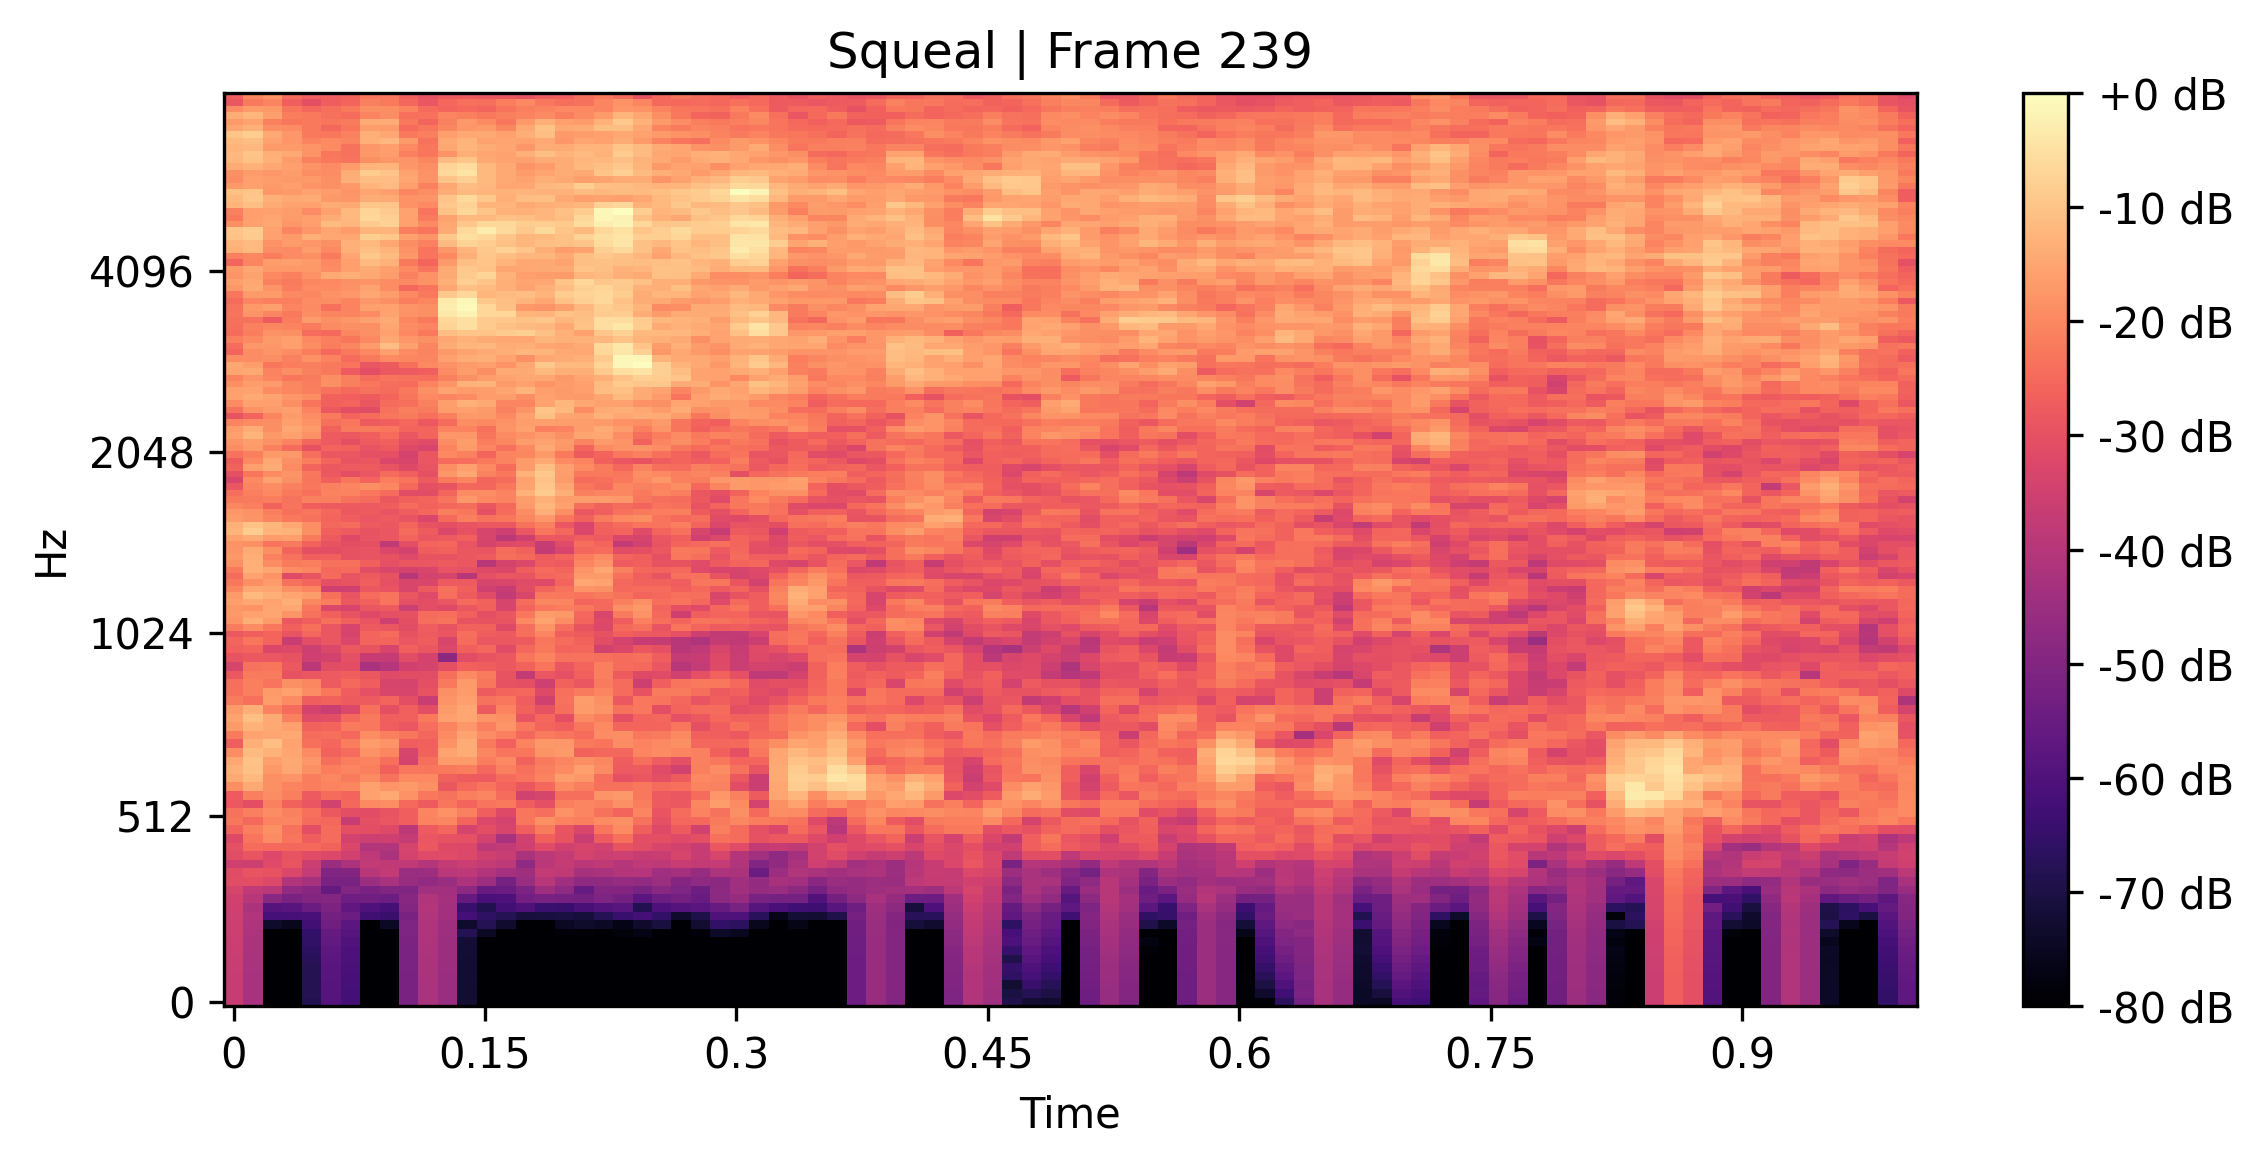 Squeal | Frame 239
+0 dB
-10 dB
-20 dB
-30 dB
-40 dB
-50 dB
-60 dB
-70 dB
-80 dB
Hz
4096
2048
1024
512
0
0 0.15 0.3 0.45 0.6 0.75 0.9
Time